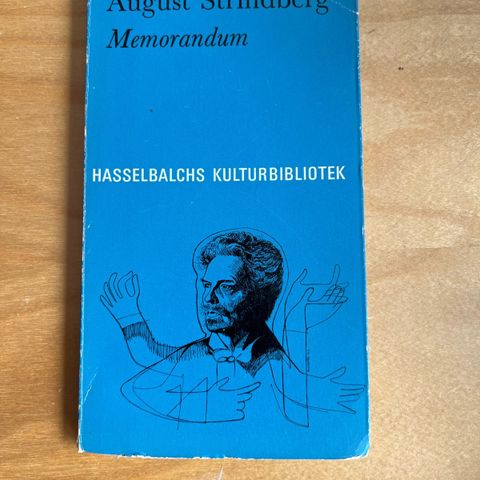 August Strindberg
Memorandum
HASSELBALCHS KULTURBIBLIOTEK